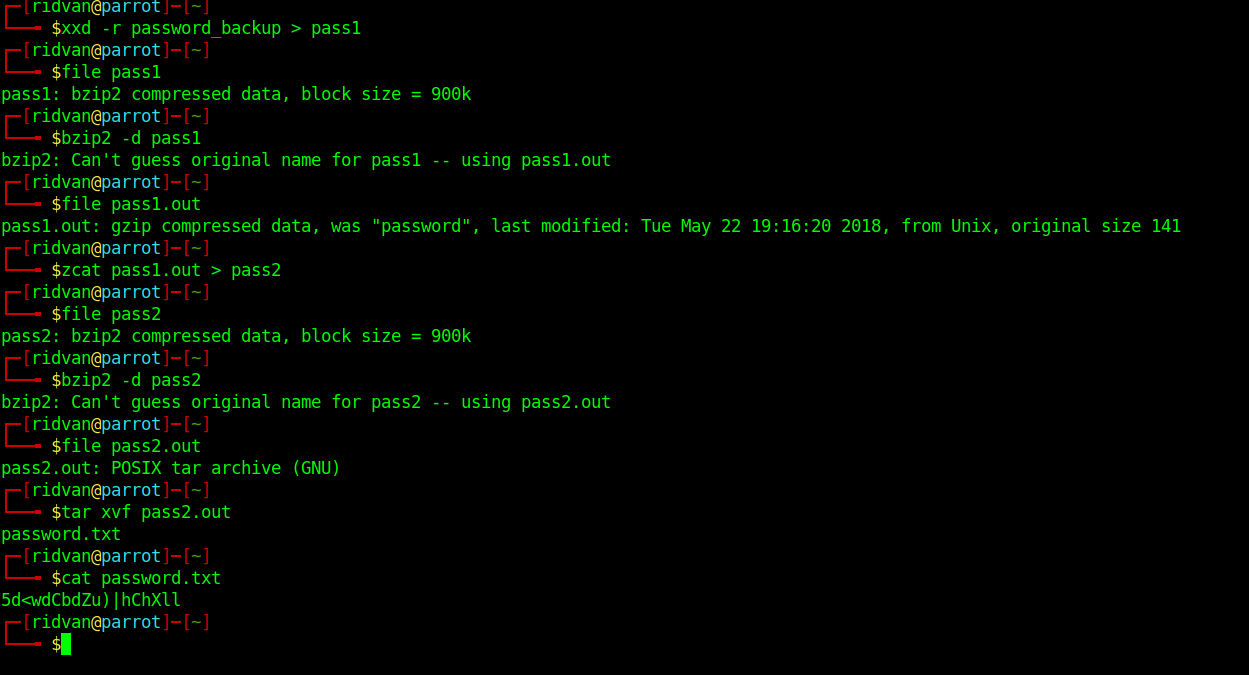 ┌─[ridvan@parrot]─[~]
└──╼ $xxd -r password_backup > pass1
┌─[ridvan@parrot]─[~]
└──╼ $file pass1
pass1: bzip2 compressed data, block size = 900k
┌─[ridvan@parrot]─[~]
└──╼ $bzip2 -d pass1
bzip2: Can't guess original name for pass1 -- using pass1.out
┌─[ridvan@parrot]─[~]
└──╼ $file pass1.out
pass1.out: gzip compressed data, was "password", last modified: Tue May 22 19:16:20 2018, from Unix, original size 141
┌─[ridvan@parrot]─[~]
└──╼ $zcat pass1.out > pass2
┌─[ridvan@parrot]─[~]
└──╼ $file pass2
pass2: bzip2 compressed data, block size = 900k
┌─[ridvan@parrot]─[~]
└──╼ $bzip2 -d pass2
bzip2: Can't guess original name for pass2 -- using pass2.out
┌─[ridvan@parrot]─[~]
└──╼ $file pass2.out
pass2.out: POSIX tar archive (GNU)
┌─[ridvan@parrot]─[~]
└──╼ $tar xvf pass2.out
password.txt
┌─[ridvan@parrot]─[~]
└──╼ $cat password.txt
5d<wdCbdZu)|hChXll
┌─[ridvan@parrot]─[~]
└──╼ $